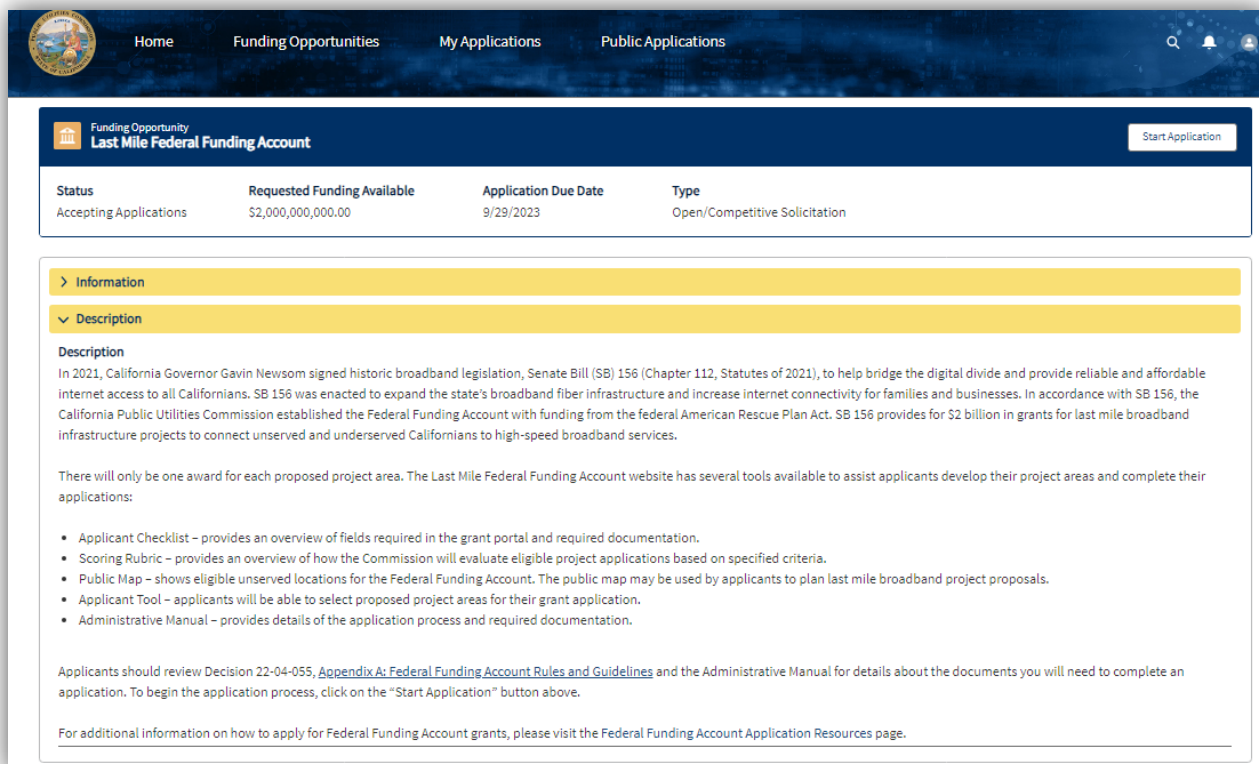 Home Funding Opportunities My Applications Public Applications
Funding Opportunity
Last Mile Federal Funding Account
Start Application
Status Requested Funding Available Application Due Date Type
Accepting Applications $2,000,000,000.00 9/29/2023 Open/Competitive Solicitation
Information
Description
Description
In 2021, California Governor Gavin Newsom signed historic broadband legislation, Senate Bill (SB) 156 (Chapter 112, Statutes of 2021), to help bridge the digital divide and provide reliable and affordable
internet access to all Californians. SB 156 was enacted to expand the state's broadband fiber infrastructure and increase internet connectivity for families and businesses. In accordance with SB 156, the
California Public Utilities Commission established the Federal Funding Account with funding from the federal American Rescue Plan Act. SB 156 provides for $2 billion in grants for last mile broadband
infrastructure projects to connect unserved and underserved Californians to high-speed broadband services.
There will only be one award for each proposed project area. The Last Mile Federal Funding Account website has several tools available to assist applicants develop their project areas and complete their
applications:
• Applicant Checklist – provides an overview of fields required in the grant portal and required documentation.
• Scoring Rubric – provides an overview of how the Commission will evaluate eligible project applications based on specified criteria.
• Public Map – shows eligible unserved locations for the Federal Funding Account. The public map may be used by applicants to plan last mile broadband project proposals.
• Applicant Tool – applicants will be able to select proposed project areas for their grant application.
• Administrative Manual – provides details of the application process and required documentation.
Applicants should review Decision 22-04-055, Appendix A: Federal Funding Account Rules and Guidelines and the Administrative Manual for details about the documents you will need to complete an
application. To begin the application process, click on the “Start Application” button above.
For additional information on how to apply for Federal Funding Account grants, please visit the Federal Funding Account Application Resources page.